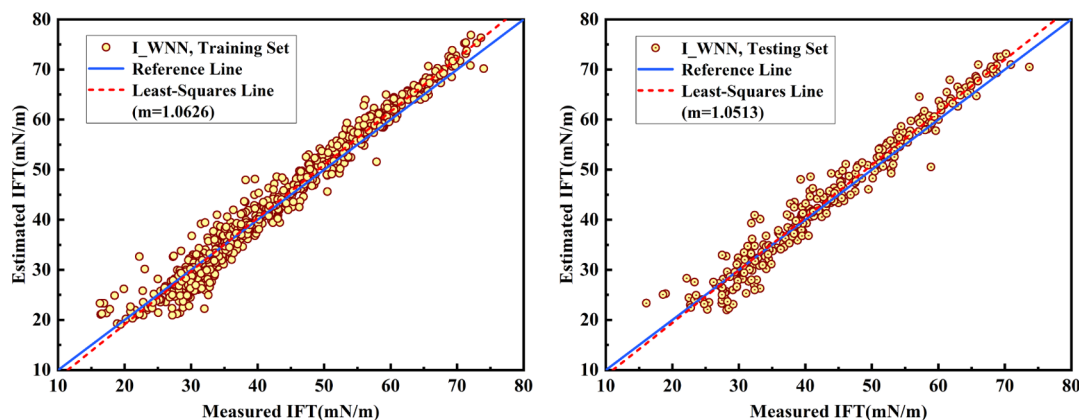 I_WNN, Training Set
Reference Line
Least-Squares Line
(m=1.0626)
Estimated IFT(mN/m)
80
70
60
50
40
30
20
10
10 20 30 40 50 60 70 80
Measured IFT(mN/m)
I_WNN, Testing Set
Reference Line
Least-Squares Line
(m=1.0513)
Estimated IFT(mN/m)
80
70
60
50
40
30
20
10
10 20 30 40 50 60 70 80
Measured IFT(mN/m)